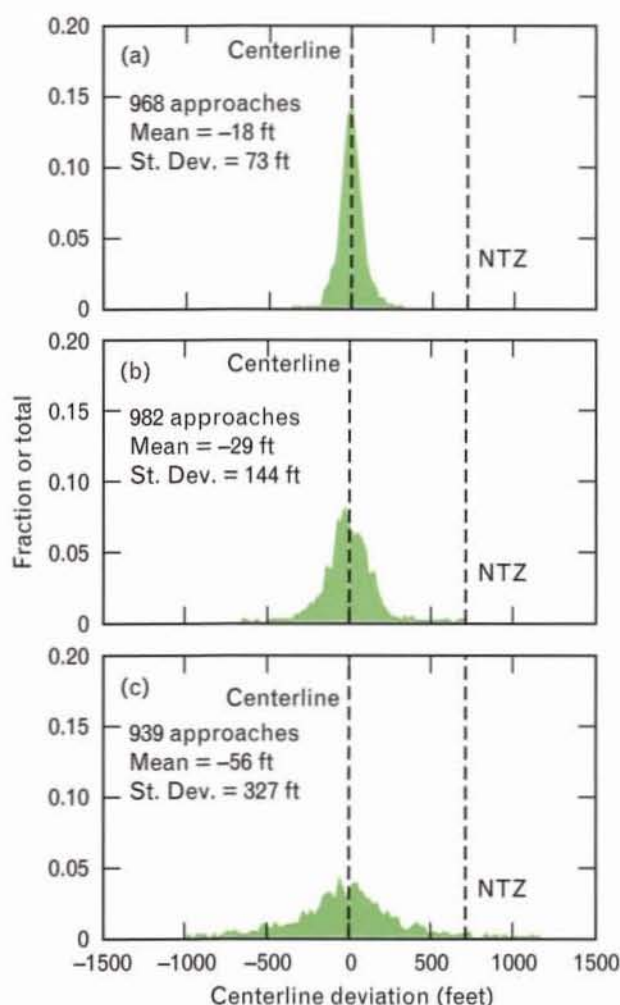 0.20
(a)
Centerline
0.15
968 approaches
Mean = –18 ft
St. Dev. = 73 ft
0.10
0.05
NTZ
0
0.20
(b)
Centerline
0.15
982 approaches
Mean = –29 ft
St. Dev. = 144 ft
0.10
0.05
NTZ
0
Fraction or total
0.20
(c)
Centerline
0.15
939 approaches
Mean = –56 ft
St. Dev. = 327 ft
0.10
0.05
NTZ
0
–1500 –1000 –500 0 500 1000 1500
Centerline deviation (feet)